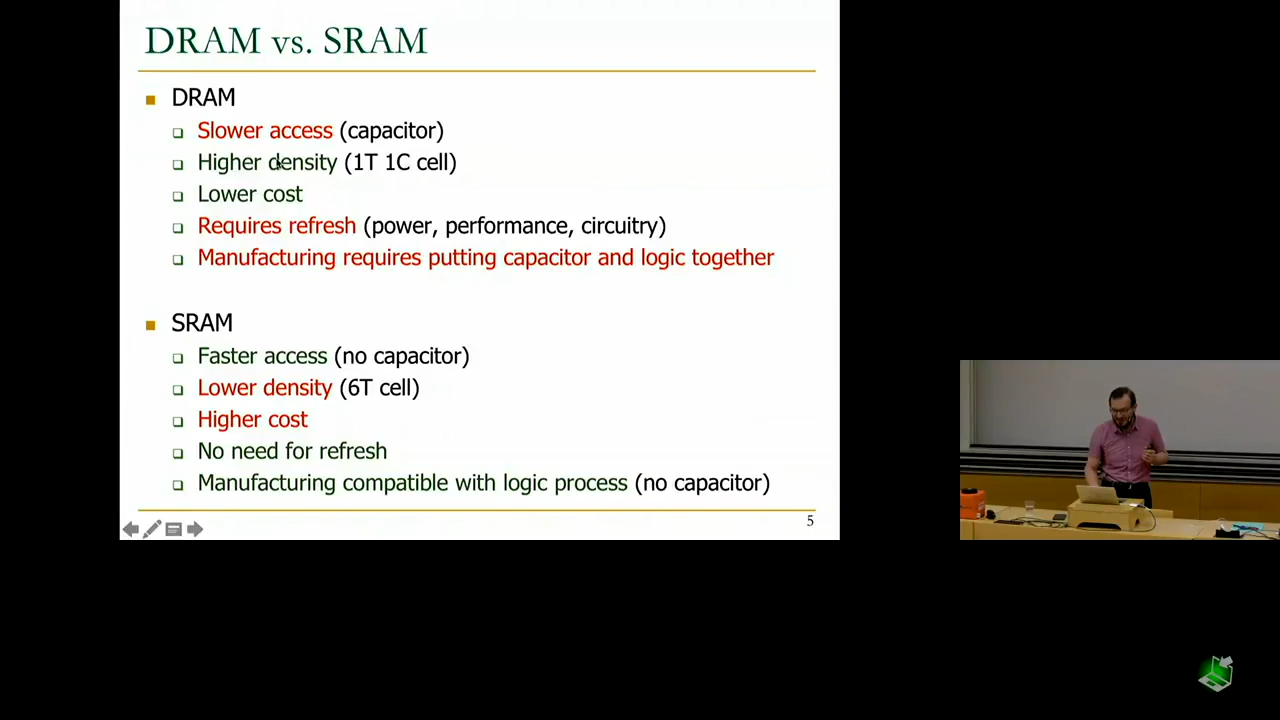 DRAM vs. SRAM
DRAM
Slower access (capacitor)
Higher density (1T 1C cell)
Lower cost
Requires refresh (power, performance, circuitry)
Manufacturing requires putting capacitor and logic together
SRAM
Faster access (no capacitor)
Lower density (6T cell)
Higher cost
No need for refresh
Manufacturing compatible with logic process (no capacitor)
5